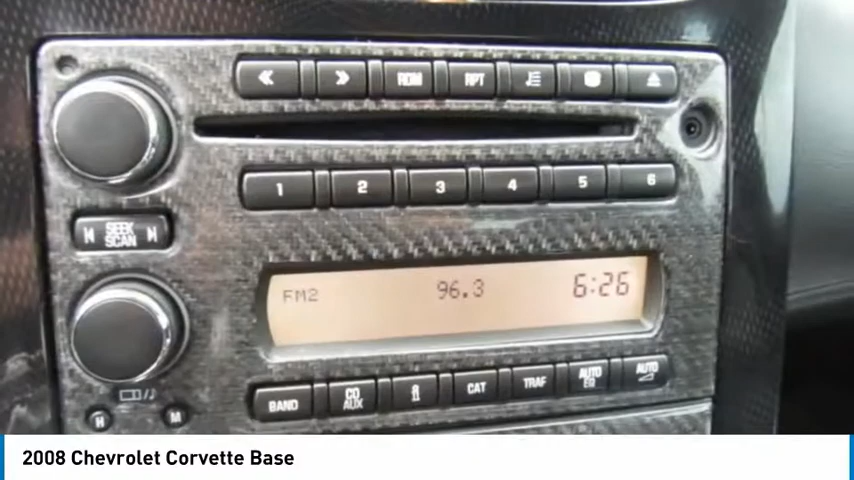 RDM RPT
1 2 3 4 5 6
SEEK
SCAN
FM2 96.3 6:26
BAND CD AUX CAT TRAF AUTO EQ AUTO
H M
2008 Chevrolet Corvette Base